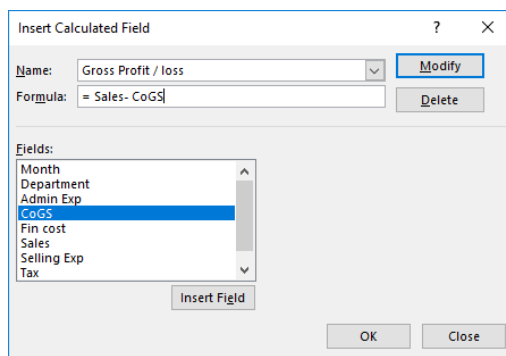 Insert Calculated Field ? ×
Name: Gross Profit / loss Modify
Formula: = Sales- CoGS Delete
Fields:
Month
Department
Admin Exp
CoGS
Fin cost
Sales
Selling Exp
Tax
Insert Field
OK Close